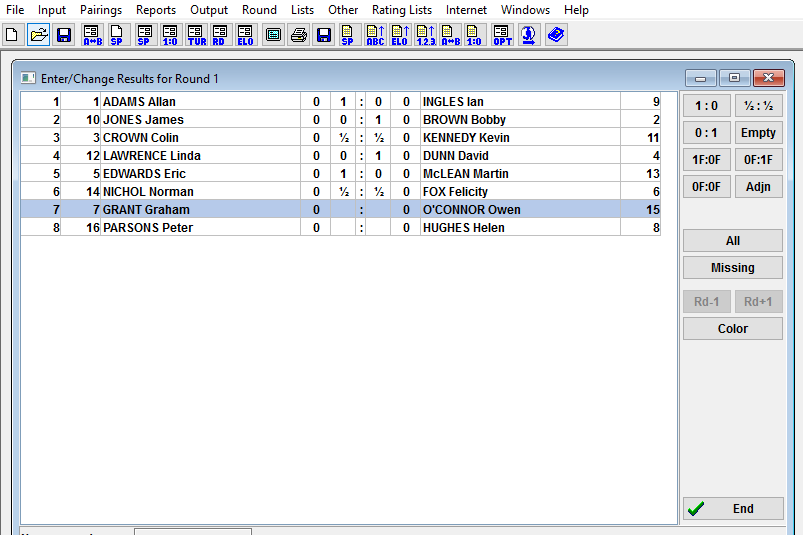 File Input Pairings Reports Output Round Lists Other Rating Lists Internet Windows Help
A↔B SP SP 1:0 TUR RD ELO SP ABC ELO 1.2.3 A↔B 1:0 OPT
Enter/Change Results for Round 1
1 1 ADAMS Allan 0 1 : 0 0 INGLES Ian 9
2 10 JONES James 0 0 : 1 0 BROWN Bobby 2
3 3 CROWN Colin 0 ½ : ½ 0 KENNEDY Kevin 11
4 12 LAWRENCE Linda 0 0 : 1 0 DUNN David 4
5 5 EDWARDS Eric 0 1 : 0 0 McLEAN Martin 13
6 14 NICHOL Norman 0 ½ : ½ 0 FOX Felicity 6
7 7 GRANT Graham 0 : 0 O'CONNOR Owen 15
8 16 PARSONS Peter 0 : 0 HUGHES Helen 8
1 : 0 ½ : ½
0 : 1 Empty
1F:0F 0F:1F
0F:0F Adjn
All
Missing
Rd-1 Rd+1
Color
End